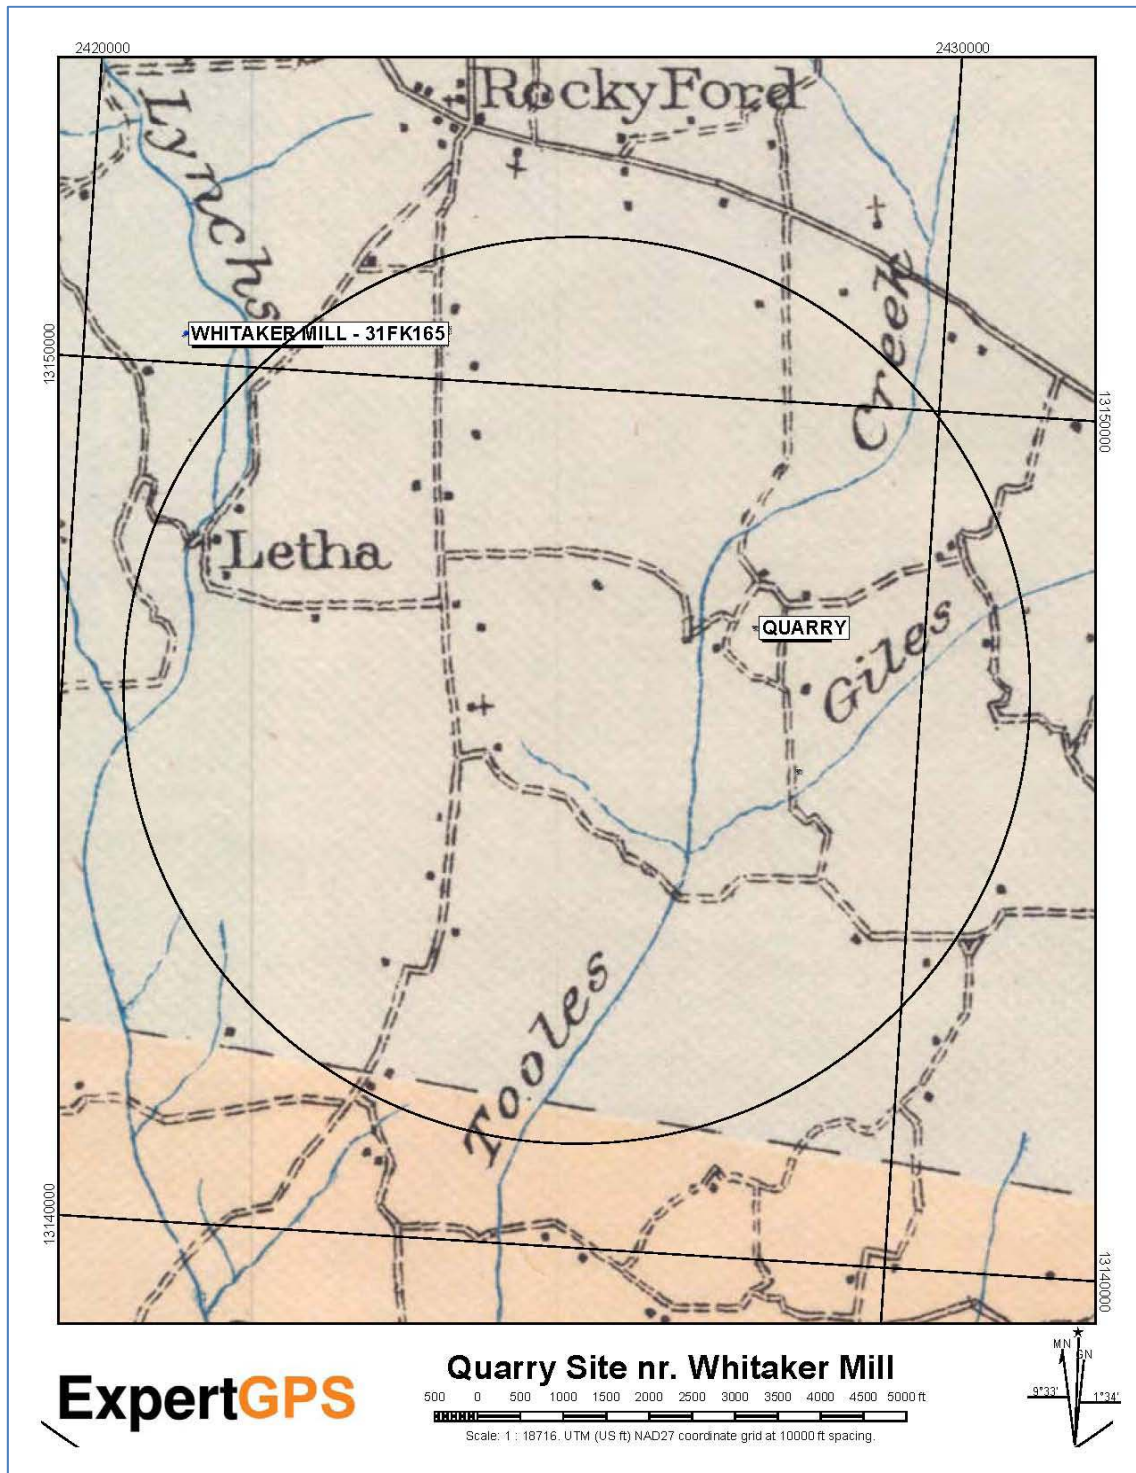 2420000 2430000
Rocky Ford
Lynchs
Creek
WHITAKER MILL - 31FK165
13150000
13150000
Letha
QUARRY
Giles
Tooles
13140000
13140000
Quarry Site nr. Whitaker Mill
ExpertGPS
500 0 500 1000 1500 2000 2500 3000 3500 4000 4500 5000 ft
Scale: 1 : 18716. UTM (US ft) NAD27 coordinate grid at 10000 ft spacing.
MN GN
9°33' 1°34'